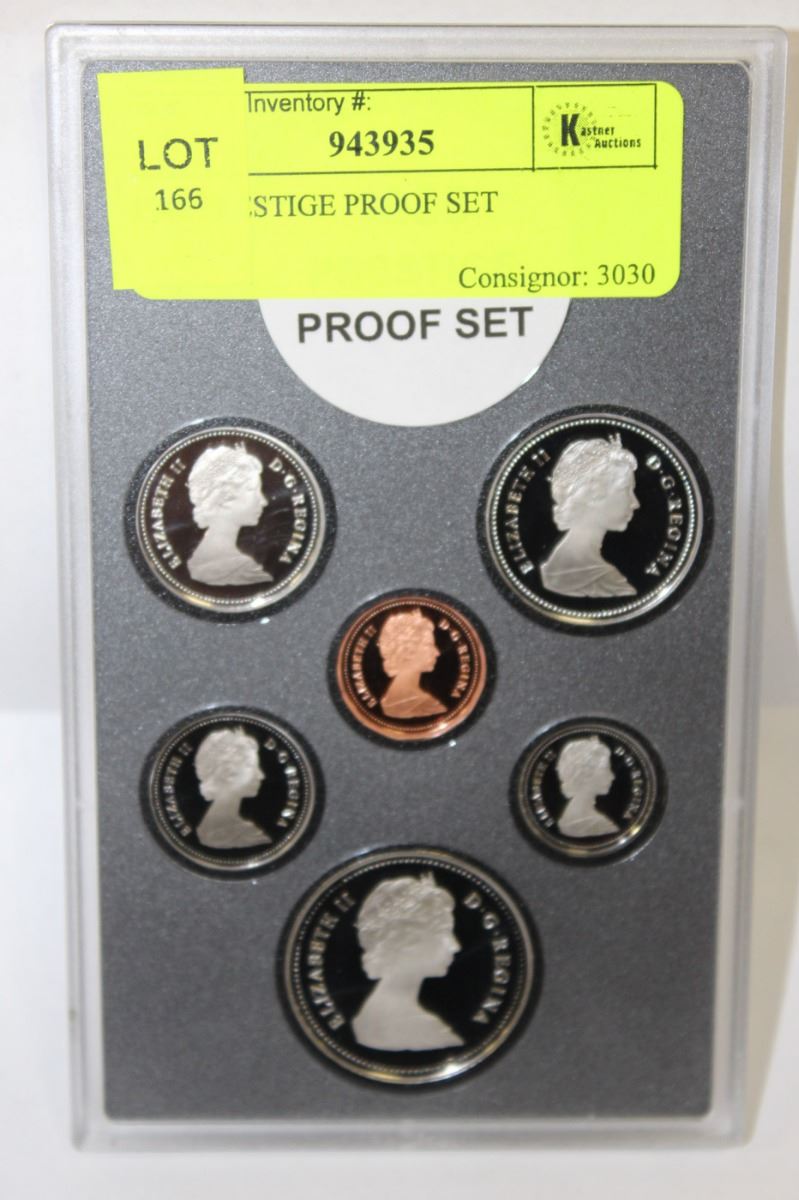 Inventory #:
943935
Kastner
Auctions
LOT
166
ESTIGE PROOF SET
Consignor: 3030
PROOF SET
ELIZABETH II D·G·REGINA
ELIZABETH II D·G·REGINA
ELIZABETH II D·G·REGINA
ELIZABETH II D·G·REGINA
ELIZABETH II D·G·REGINA
ELIZABETH II D·G·REGINA